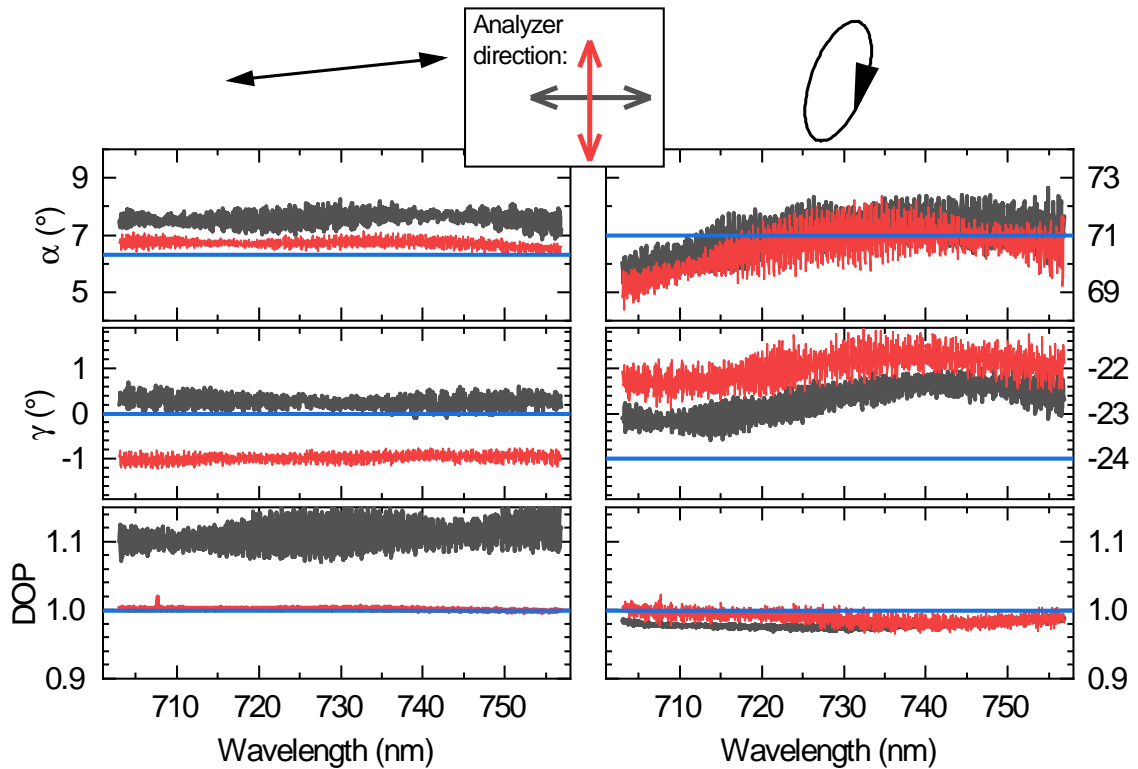 Analyzer
direction:
α (°)
9
7
5
73
71
69
γ (°)
1
0
-1
-22
-23
-24
DOP
1.1
1.0
0.9
1.1
1.0
0.9
710 720 730 740 750
710 720 730 740 750
Wavelength (nm)
Wavelength (nm)